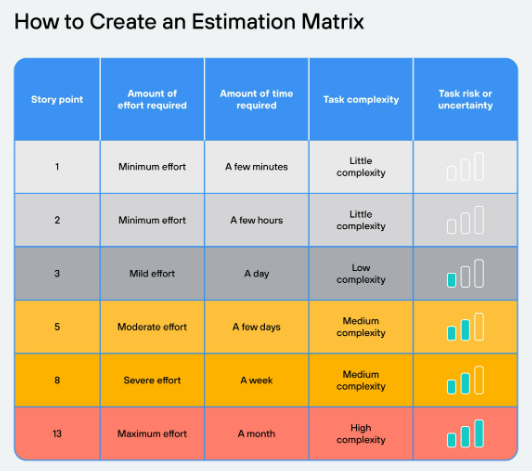 How to Create an Estimation Matrix
Story point
Amount of
effort required
Amount of time
required
Task complexity
Task risk or
uncertainty
1
Minimum effort
A few minutes
Little
complexity
2
Minimum effort
A few hours
Little
complexity
3
Mild effort
A day
Low
complexity
5
Moderate effort
A few days
Medium
complexity
8
Severe effort
A week
Medium
complexity
13
Maximum effort
A month
High
complexity